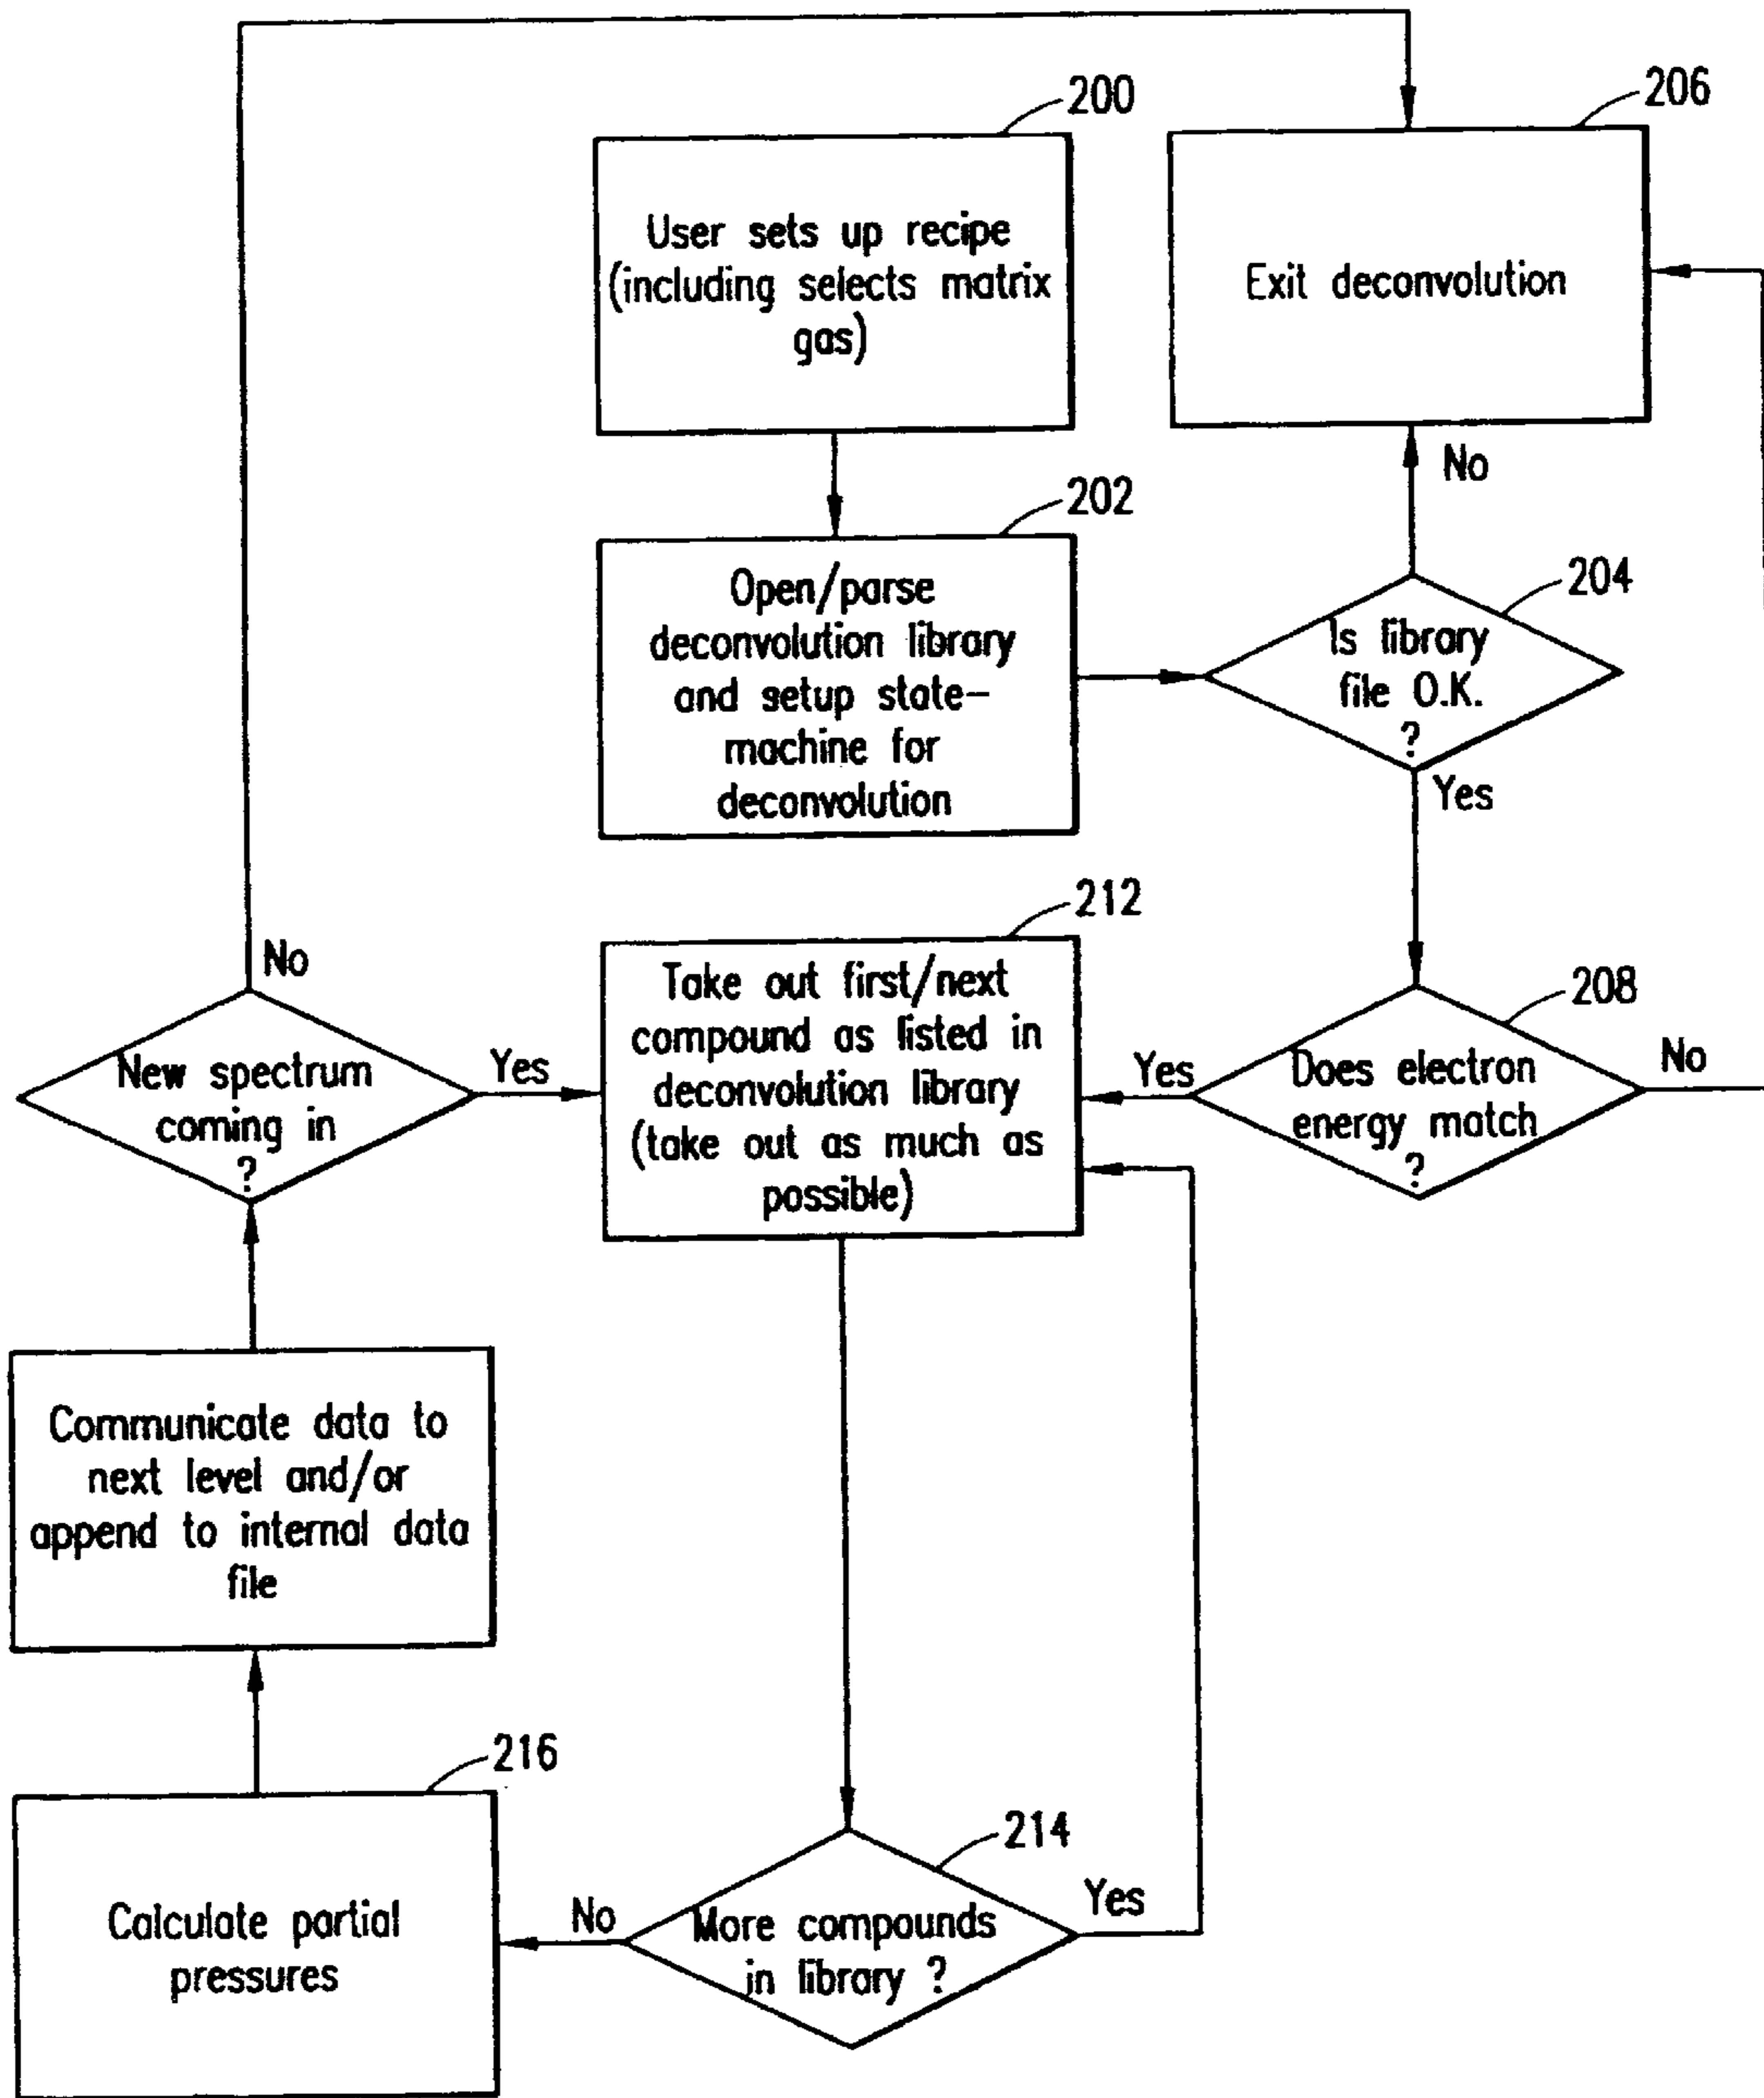 200
User sets up recipe
(including selects matrix
gas)
206
Exit deconvolution
No
202
Open/parse
deconvolution library
and setup state-
machine for
deconvolution
204
Is library
file O.K.
?
Yes
208
Does electron
energy match
?
No
Yes
212
Take out first/next
compound as listed in
deconvolution library
(take out as much as
possible)
No
New spectrum
coming in
?
Yes
Communicate data to
next level and/or
append to internal data
file
216
Calculate partial
pressures
No
214
More compounds
in library ?
Yes